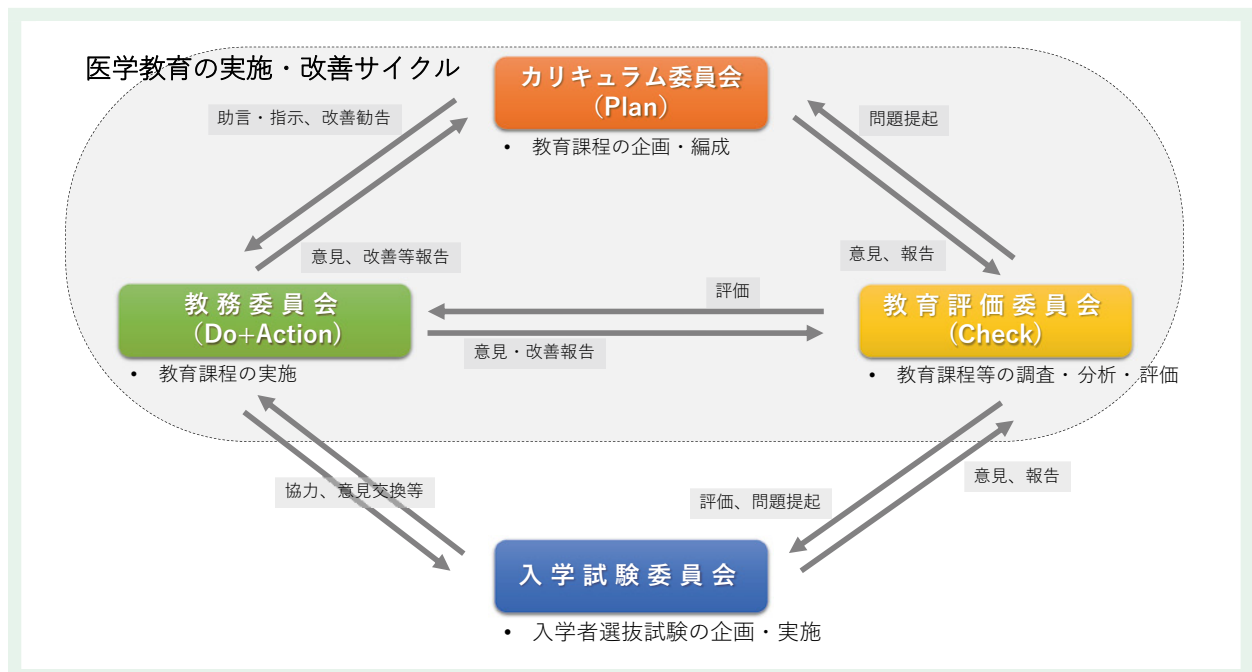 医学教育の実施・改善サイクル
カリキュラム委員会
(Plan)
• 教育課程の企画・編成
助言・指示、改善勧告
問題提起
意見、改善等報告
意見、報告
教務委員会
(Do+Action)
• 教育課程の実施
評価
意見・改善報告
教育評価委員会
(Check)
• 教育課程等の調査・分析・評価
協力、意見交換等
評価、問題提起
意見、報告
入学試験委員会
• 入学者選抜試験の企画・実施